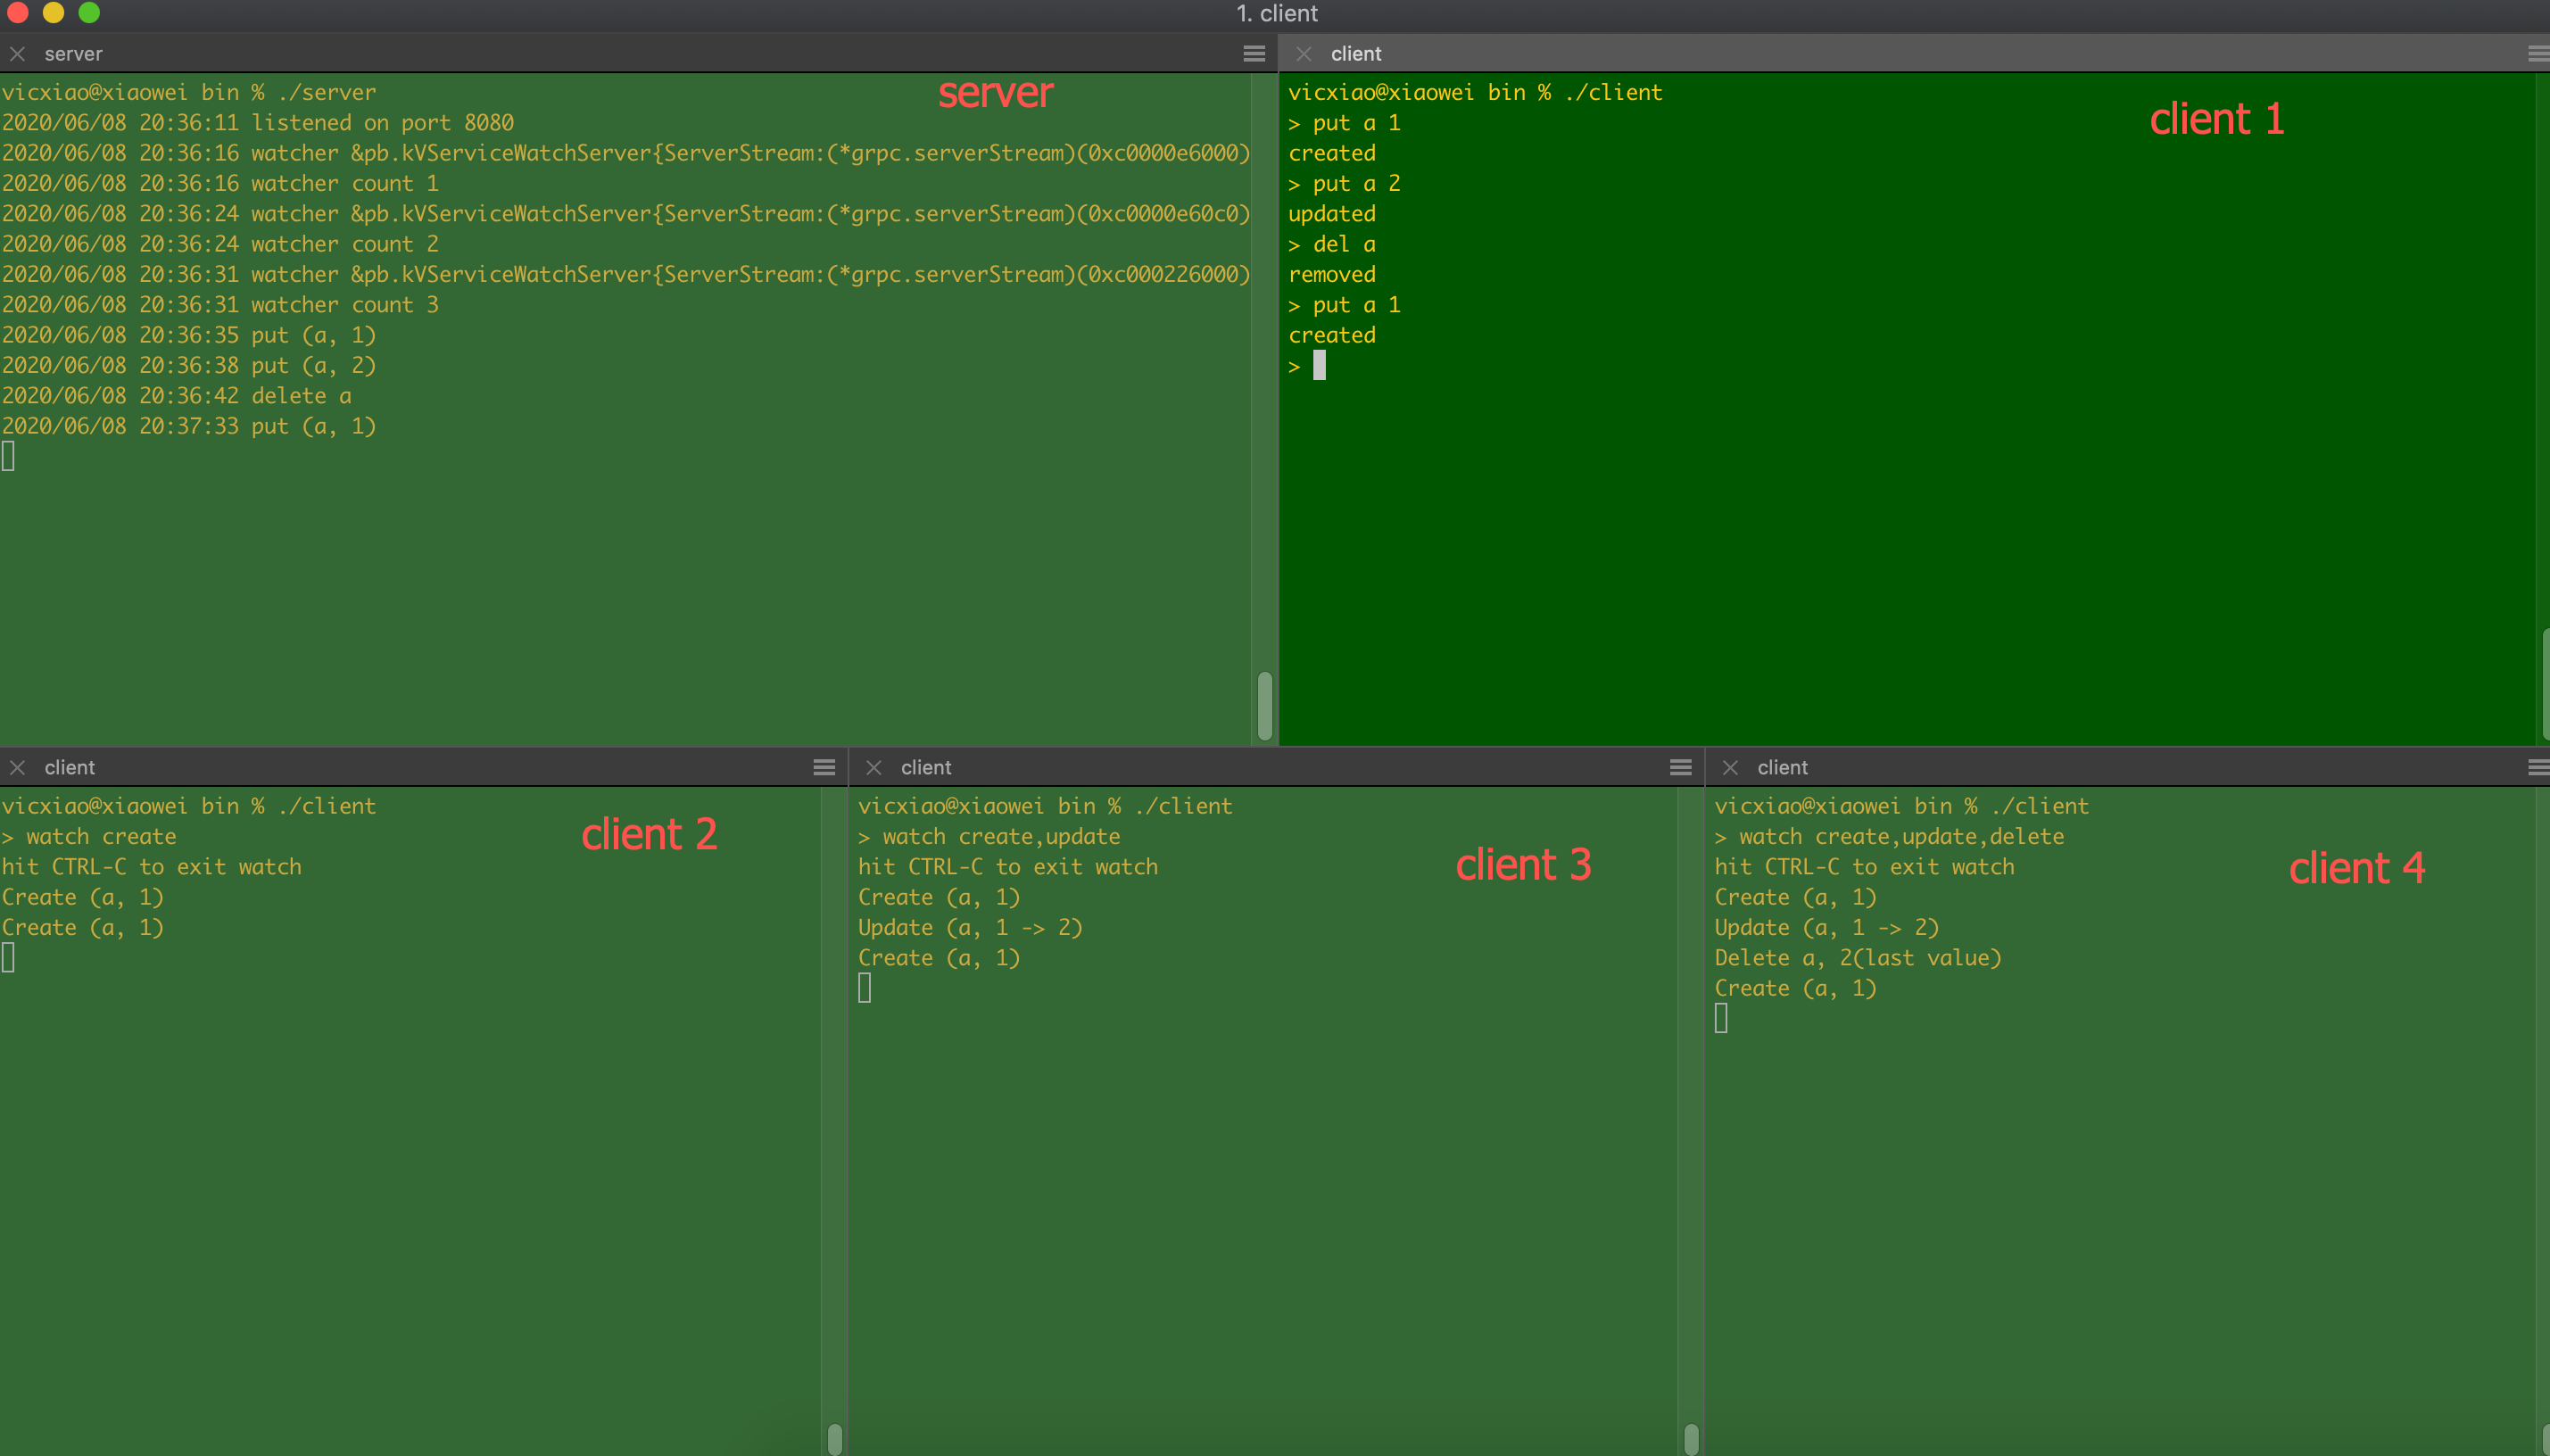 1. client
server
vicxiao@xiaowei bin % ./server
server
2020/06/08 20:36:11 listened on port 8080
2020/06/08 20:36:16 watcher &pb.kVServiceWatchServer{ServerStream:(*grpc.serverStream)(0xc0000e6000)
2020/06/08 20:36:16 watcher count 1
2020/06/08 20:36:24 watcher &pb.kVServiceWatchServer{ServerStream:(*grpc.serverStream)(0xc0000e60c0)
2020/06/08 20:36:24 watcher count 2
2020/06/08 20:36:31 watcher &pb.kVServiceWatchServer{ServerStream:(*grpc.serverStream)(0xc000226000)
2020/06/08 20:36:31 watcher count 3
2020/06/08 20:36:35 put (a, 1)
2020/06/08 20:36:38 put (a, 2)
2020/06/08 20:36:42 delete a
2020/06/08 20:37:33 put (a, 1)
client
vicxiao@xiaowei bin % ./client
client 1
> put a 1
created
> put a 2
updated
> del a
removed
> put a 1
created
>
client
vicxiao@xiaowei bin % ./client
> watch create
client 2
hit CTRL-C to exit watch
Create (a, 1)
Create (a, 1)
client
vicxiao@xiaowei bin % ./client
> watch create,update
hit CTRL-C to exit watch
client 3
Create (a, 1)
Update (a, 1 -> 2)
Create (a, 1)
client
vicxiao@xiaowei bin % ./client
> watch create,update,delete
hit CTRL-C to exit watch
client 4
Create (a, 1)
Update (a, 1 -> 2)
Delete a, 2(last value)
Create (a, 1)